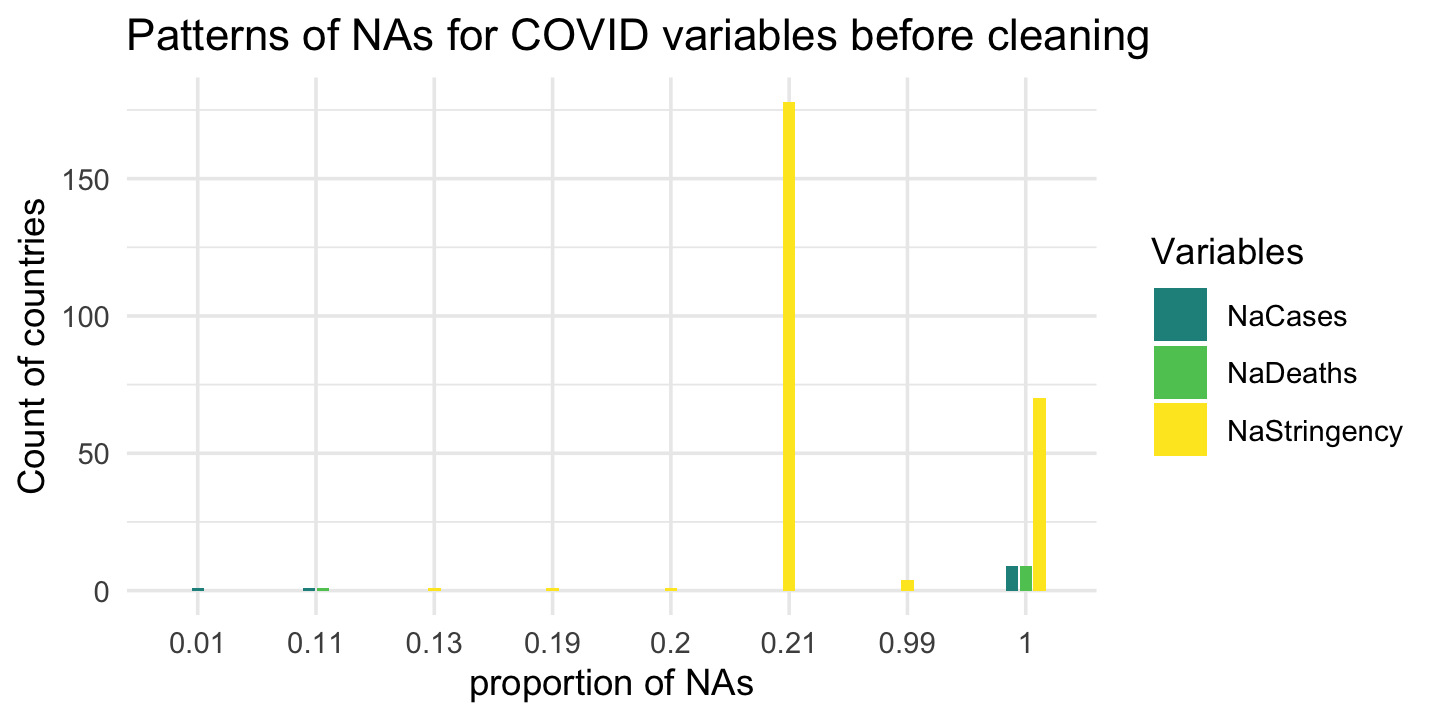 Patterns of NAs for COVID variables before cleaning
Count of countries
150
100
50
0
0.01 0.11 0.13 0.19 0.2 0.21 0.99 1
proportion of NAs
Variables
NaCases
NaDeaths
NaStringency